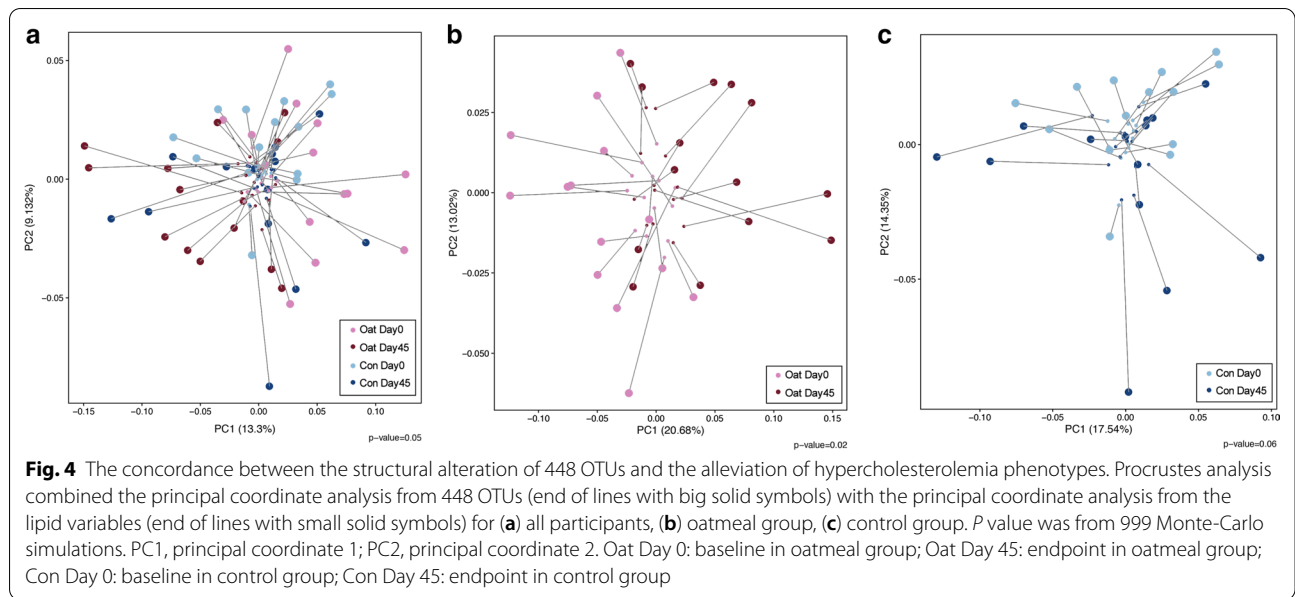 a
b
c
0.05
0.00
−0.05
PC2 (9.132%)
−0.15
−0.10
−0.05
0.00
0.05
0.10
PC1 (13.3%)
p-value=0.05
Oat Day0
Oat Day45
Con Day0
Con Day45
0.025
0.000
−0.025
−0.050
PC2 (13.02%)
−0.10
−0.05
0.00
0.05
0.10
0.15
PC1 (20.68%)
p-value=0.02
Oat Day0
Oat Day45
0.00
−0.05
PC2 (14.35%)
−0.10
−0.05
0.00
0.05
0.10
PC1 (17.54%)
p-value=0.06
Con Day0
Con Day45
Fig. 4 The concordance between the structural alteration of 448 OTUs and the alleviation of hypercholesterolemia phenotypes. Procrustes analysis
combined the principal coordinate analysis from 448 OTUs (end of lines with big solid symbols) with the principal coordinate analysis from the
lipid variables (end of lines with small solid symbols) for (a) all participants, (b) oatmeal group, (c) control group. P value was from 999 Monte-Carlo
simulations. PC1, principal coordinate 1; PC2, principal coordinate 2. Oat Day 0: baseline in oatmeal group; Oat Day 45: endpoint in oatmeal group;
Con Day 0: baseline in control group; Con Day 45: endpoint in control group